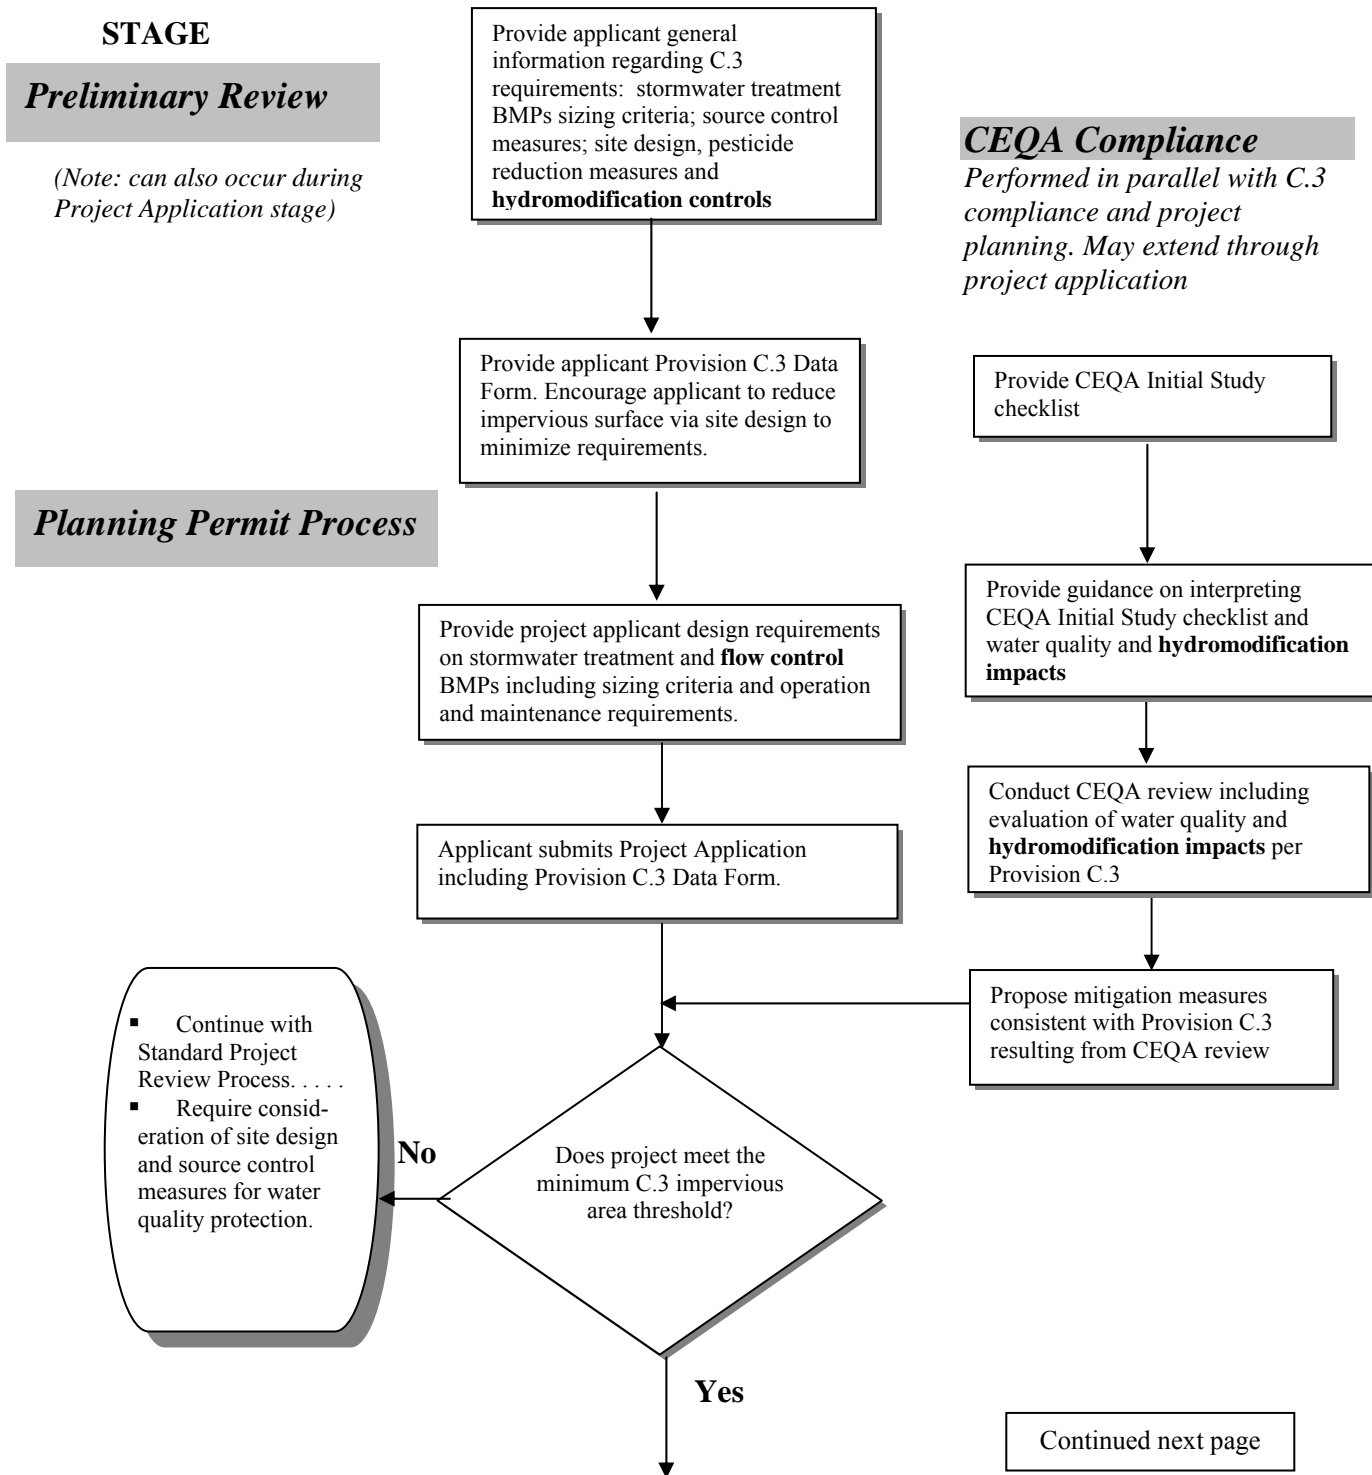 STAGE
Preliminary Review
(Note: can also occur during
Project Application stage)
Provide applicant general
information regarding C.3
requirements: stormwater treatment
BMPs sizing criteria; source control
measures; site design, pesticide
reduction measures and
hydromodification controls
CEQA Compliance
Performed in parallel with C.3
compliance and project
planning. May extend through
project application
Provide applicant Provision C.3 Data
Form. Encourage applicant to reduce
impervious surface via site design to
minimize requirements.
Provide CEQA Initial Study
checklist
Planning Permit Process
Provide project applicant design requirements
on stormwater treatment and flow control
BMPs including sizing criteria and operation
and maintenance requirements.
Provide guidance on interpreting
CEQA Initial Study checklist and
water quality and hydromodification
impacts
Applicant submits Project Application
including Provision C.3 Data Form.
Conduct CEQA review including
evaluation of water quality and
hydromodification impacts per
Provision C.3
Propose mitigation measures
consistent with Provision C.3
resulting from CEQA review
▪ Continue with
Standard Project
Review Process. . . . .
▪ Require consid-
eration of site design
and source control
measures for water
quality protection.
No
Does project meet the
minimum C.3 impervious
area threshold?
Yes
Continued next page